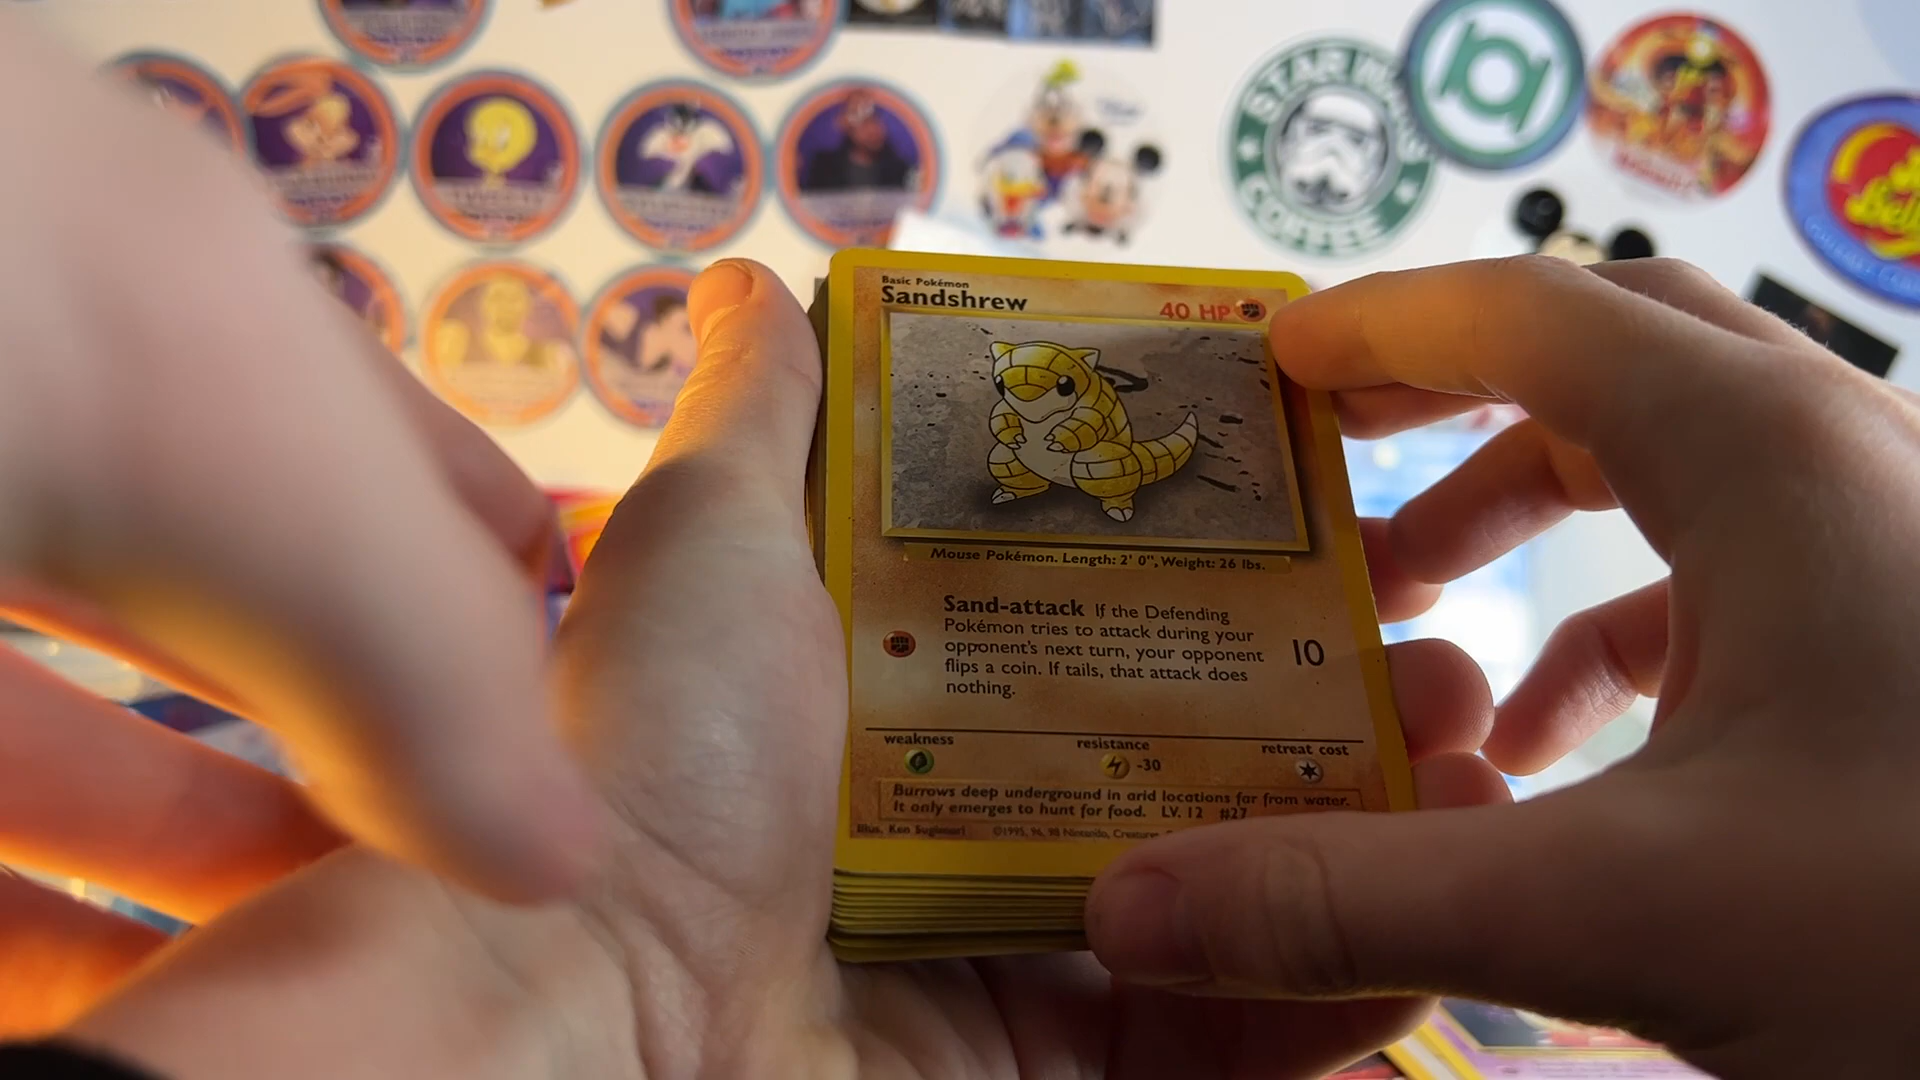 STAR WARS
COFFEE
Basic Pokémon
Sandshrew
40 HP
Mouse Pokémon. Length: 2' 0", Weight: 26 lbs.
Sand-attack If the Defending
Pokémon tries to attack during your
opponent's next turn, your opponent
flips a coin. If tails, that attack does
nothing.
10
weakness
resistance
retreat cost
-30
Burrows deep underground in arid locations far from water.
It only emerges to hunt for food. LV. 12 #27
Illus. Ken Sugimori
©1995, 96, 98 Nintendo, Creatures